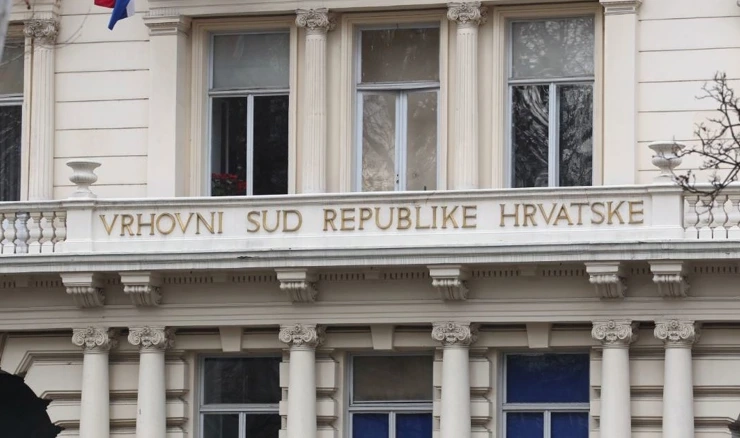 VRHOVNI SUD REPUBLIKE HRVATSKE